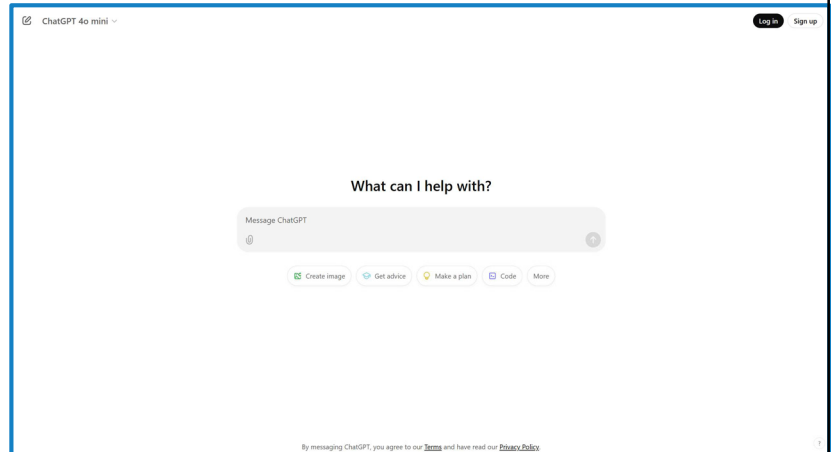 ChatGPT 4o mini
Log in
Sign up
What can I help with?
Message ChatGPT
Create image
Get advice
Make a plan
Code
More
By messaging ChatGPT, you agree to our Terms and have read our Privacy Policy.
?